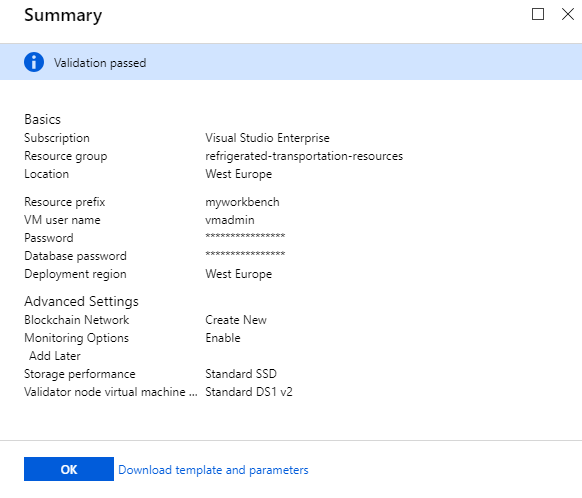 Summary
Validation passed
Basics
Subscription Visual Studio Enterprise
Resource group refrigerated-transportation-resources
Location West Europe
Resource prefix myworkbench
VM user name vmadmin
Password ****************
Database password ****************
Deployment region West Europe
Advanced Settings
Blockchain Network Create New
Monitoring Options Enable
Add Later
Storage performance Standard SSD
Validator node virtual machine ... Standard DS1 v2
OK Download template and parameters